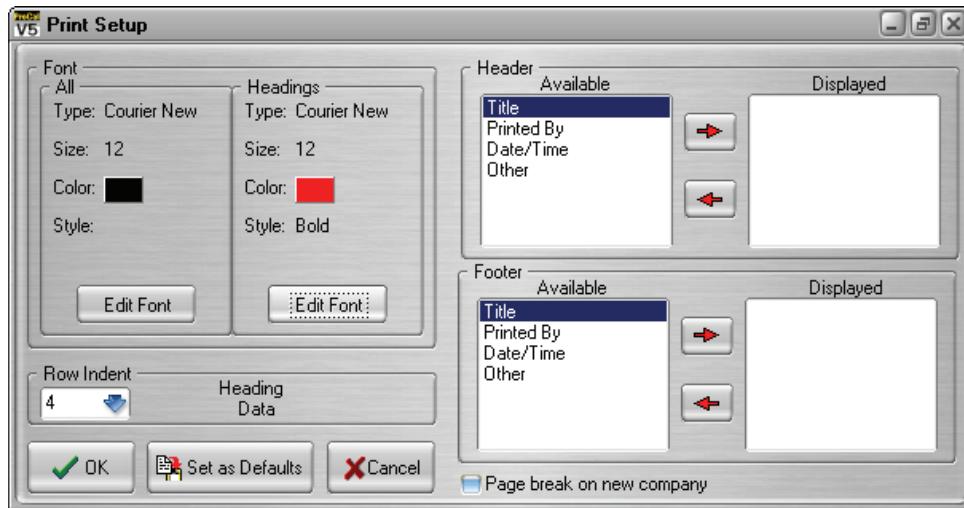 ProCal
V5 Print Setup
Font
All
Type: Courier New
Size: 12
Color:
Style:
Edit Font
Headings
Type: Courier New
Size: 12
Color:
Style: Bold
Edit Font
Row Indent
4
Heading
Data
OK
Set as Defaults
Cancel
Header
Available
Title
Printed By
Date/Time
Other
Displayed
Footer
Available
Title
Printed By
Date/Time
Other
Displayed
Page break on new company